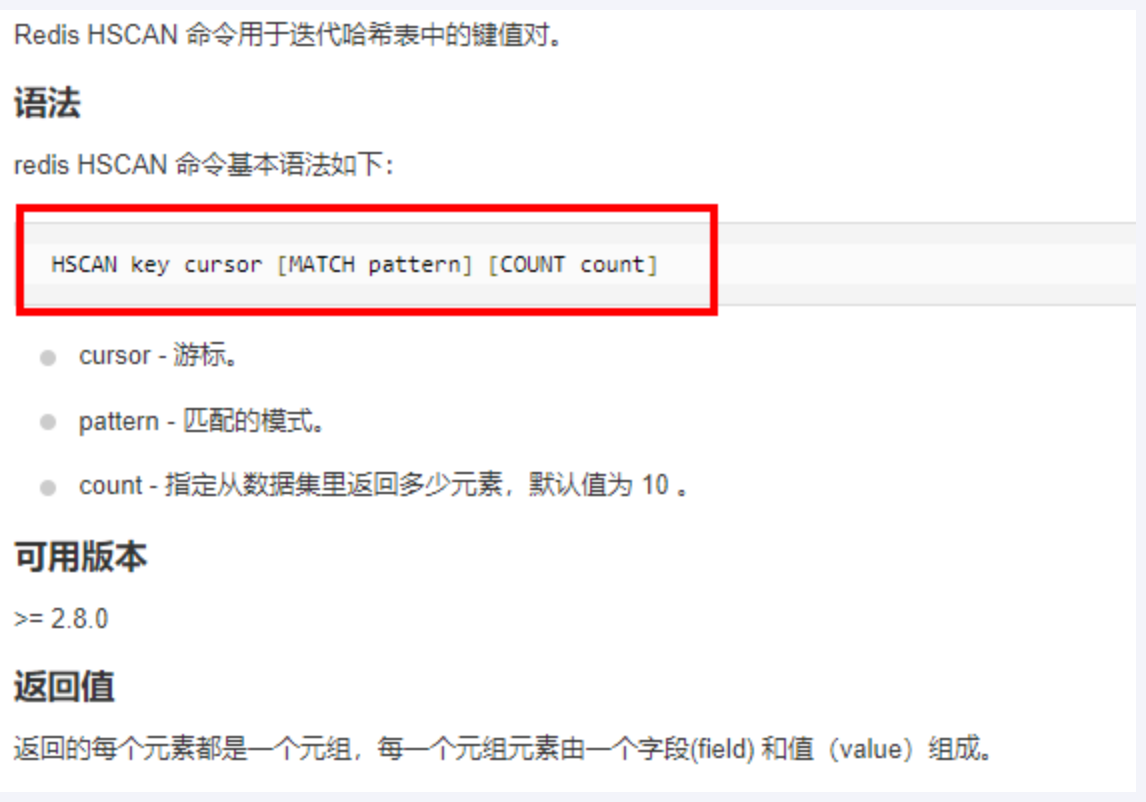 Redis HSCAN 命令用于迭代哈希表中的键值对。
语法
redis HSCAN 命令基本语法如下：
HSCAN key cursor [MATCH pattern] [COUNT count]
cursor - 游标。
pattern - 匹配的模式。
count - 指定从数据集里返回多少元素，默认值为 10 。
可用版本
>= 2.8.0
返回值
返回的每个元素都是一个元组，每一个元组元素由一个字段(field) 和值（value）组成。